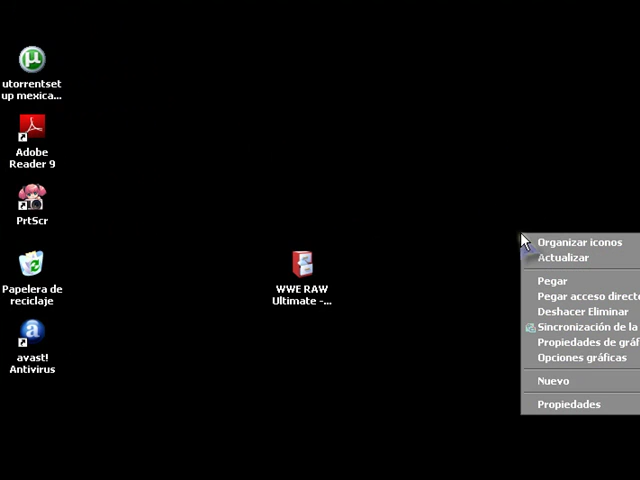 utorrentset
up mexica...
Adobe
Reader 9
PrtScr
Papelera de
reciclaje
avast!
Antivirus
WWE RAW
Ultimate -...
Organizar iconos
Actualizar
Pegar
Pegar acceso directo
Deshacer Eliminar
Sincronización de la
Propiedades de gráf
Opciones gráficas
Nuevo
Propiedades